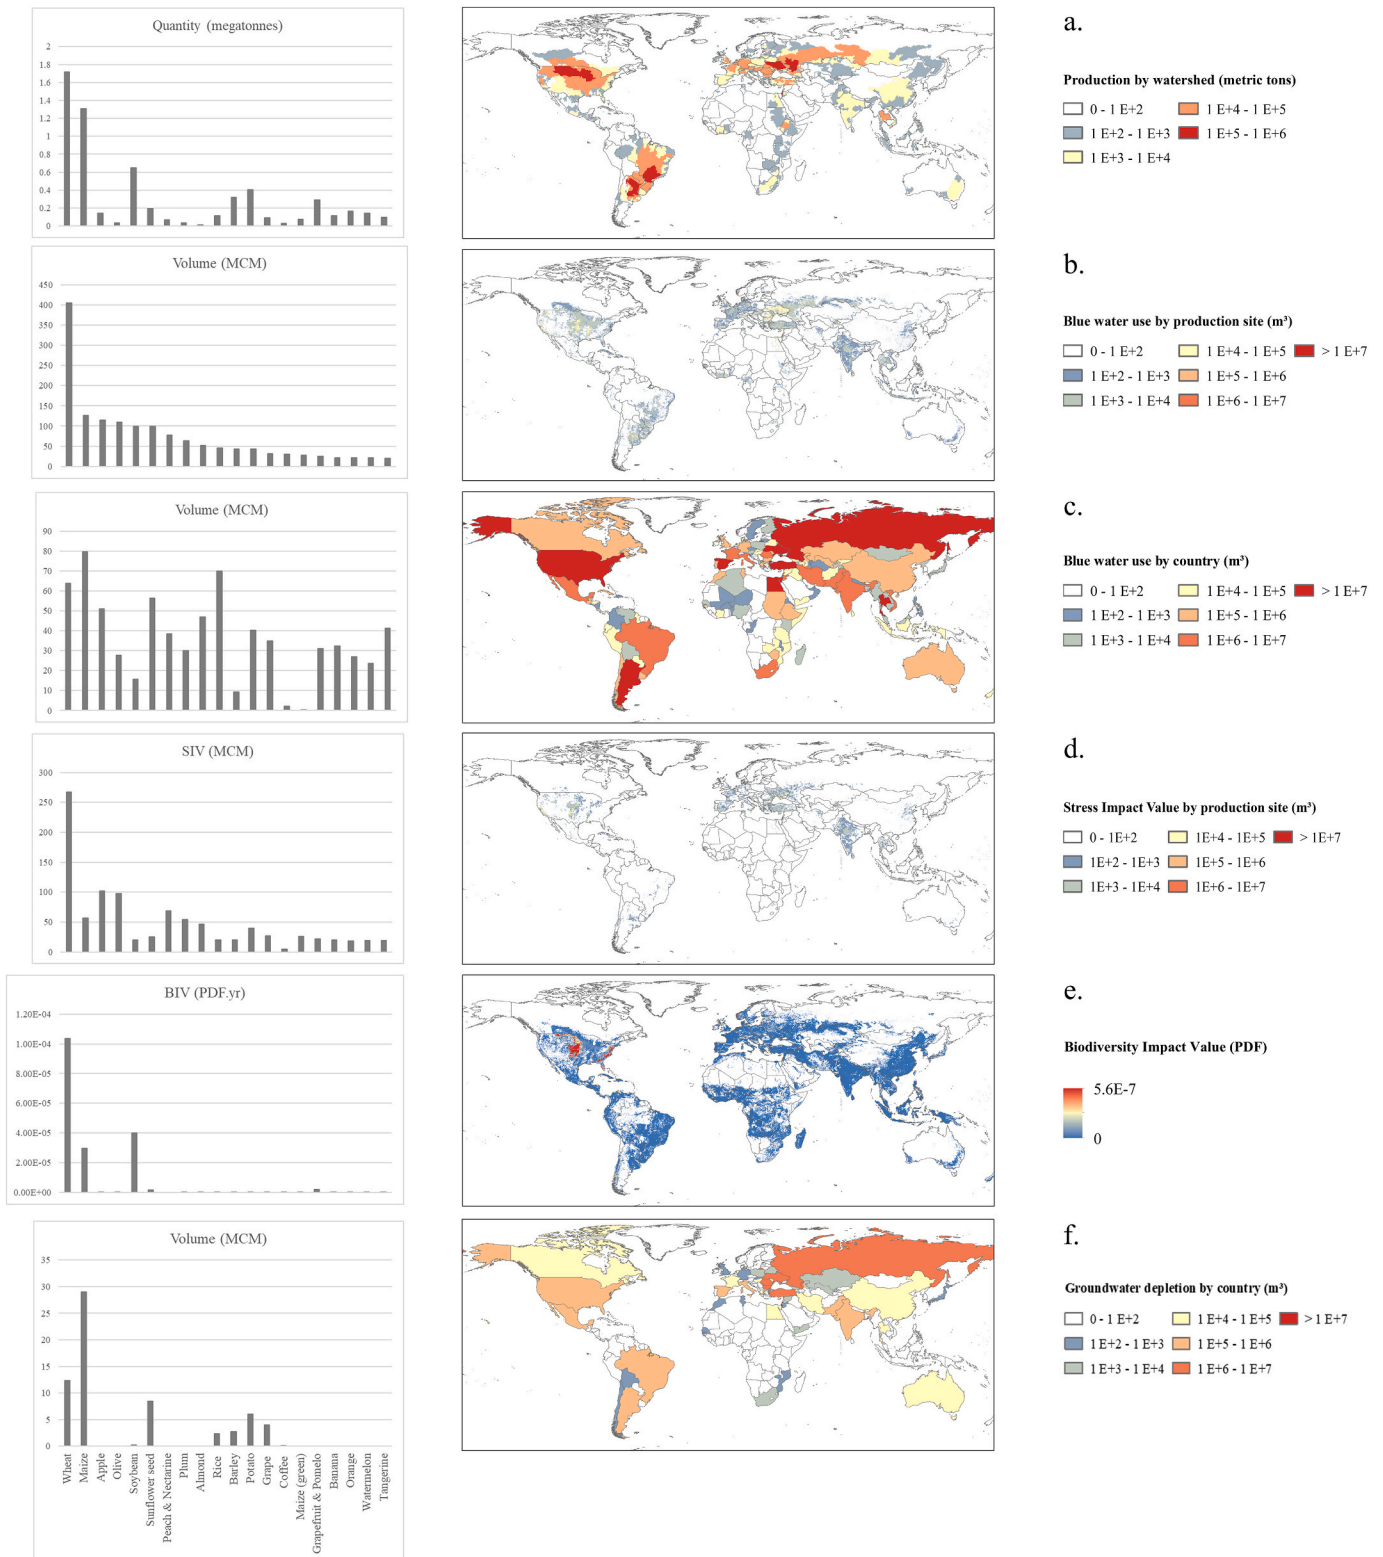 Quantity (megatonnes)
2
1.8
1.6
1.4
1.2
1
0.8
0.6
0.4
0.2
0
a.
Production by watershed (metric tons)
0 - 1 E+2 1 E+4 - 1 E+5
1 E+2 - 1 E+3 1 E+5 - 1 E+6
1 E+3 - 1 E+4
Volume (MCM)
450
400
350
300
250
200
150
100
50
0
b.
Blue water use by production site (m³)
0 - 1 E+2 1 E+4 - 1 E+5 > 1 E+7
1 E+2 - 1 E+3 1 E+5 - 1 E+6
1 E+3 - 1 E+4 1 E+6 - 1 E+7
Volume (MCM)
90
80
70
60
50
40
30
20
10
0
c.
Blue water use by country (m³)
0 - 1 E+2 1 E+4 - 1 E+5 > 1 E+7
1 E+2 - 1 E+3 1 E+5 - 1 E+6
1 E+3 - 1 E+4 1 E+6 - 1 E+7
SIV (MCM)
300
250
200
150
100
50
0
d.
Stress Impact Value by production site (m³)
0 - 1E+2 1E+4 - 1E+5 > 1E+7
1E+2 - 1E+3 1E+5 - 1E+6
1E+3 - 1E+4 1E+6 - 1E+7
BIV (PDF.yr)
1.20E-04
1.00E-04
8.00E-05
6.00E-05
4.00E-05
2.00E-05
0.00E+00
e.
Biodiversity Impact Value (PDF)
5.6E-7
0
Volume (MCM)
35
30
25
20
15
10
5
0
Wheat
Maize
Apple
Olive
Soybean
Sunflower seed
Peach & Nectarine
Plum
Almond
Rice
Barley
Potato
Grape
Coffee
Maize (green)
Grapefruit & Pomelo
Banana
Orange
Watermelon
Tangerine
f.
Groundwater depletion by country (m³)
0 - 1 E+2 1 E+4 - 1 E+5 > 1 E+7
1 E+2 - 1 E+3 1 E+5 - 1 E+6
1 E+3 - 1 E+4 1 E+6 - 1 E+7